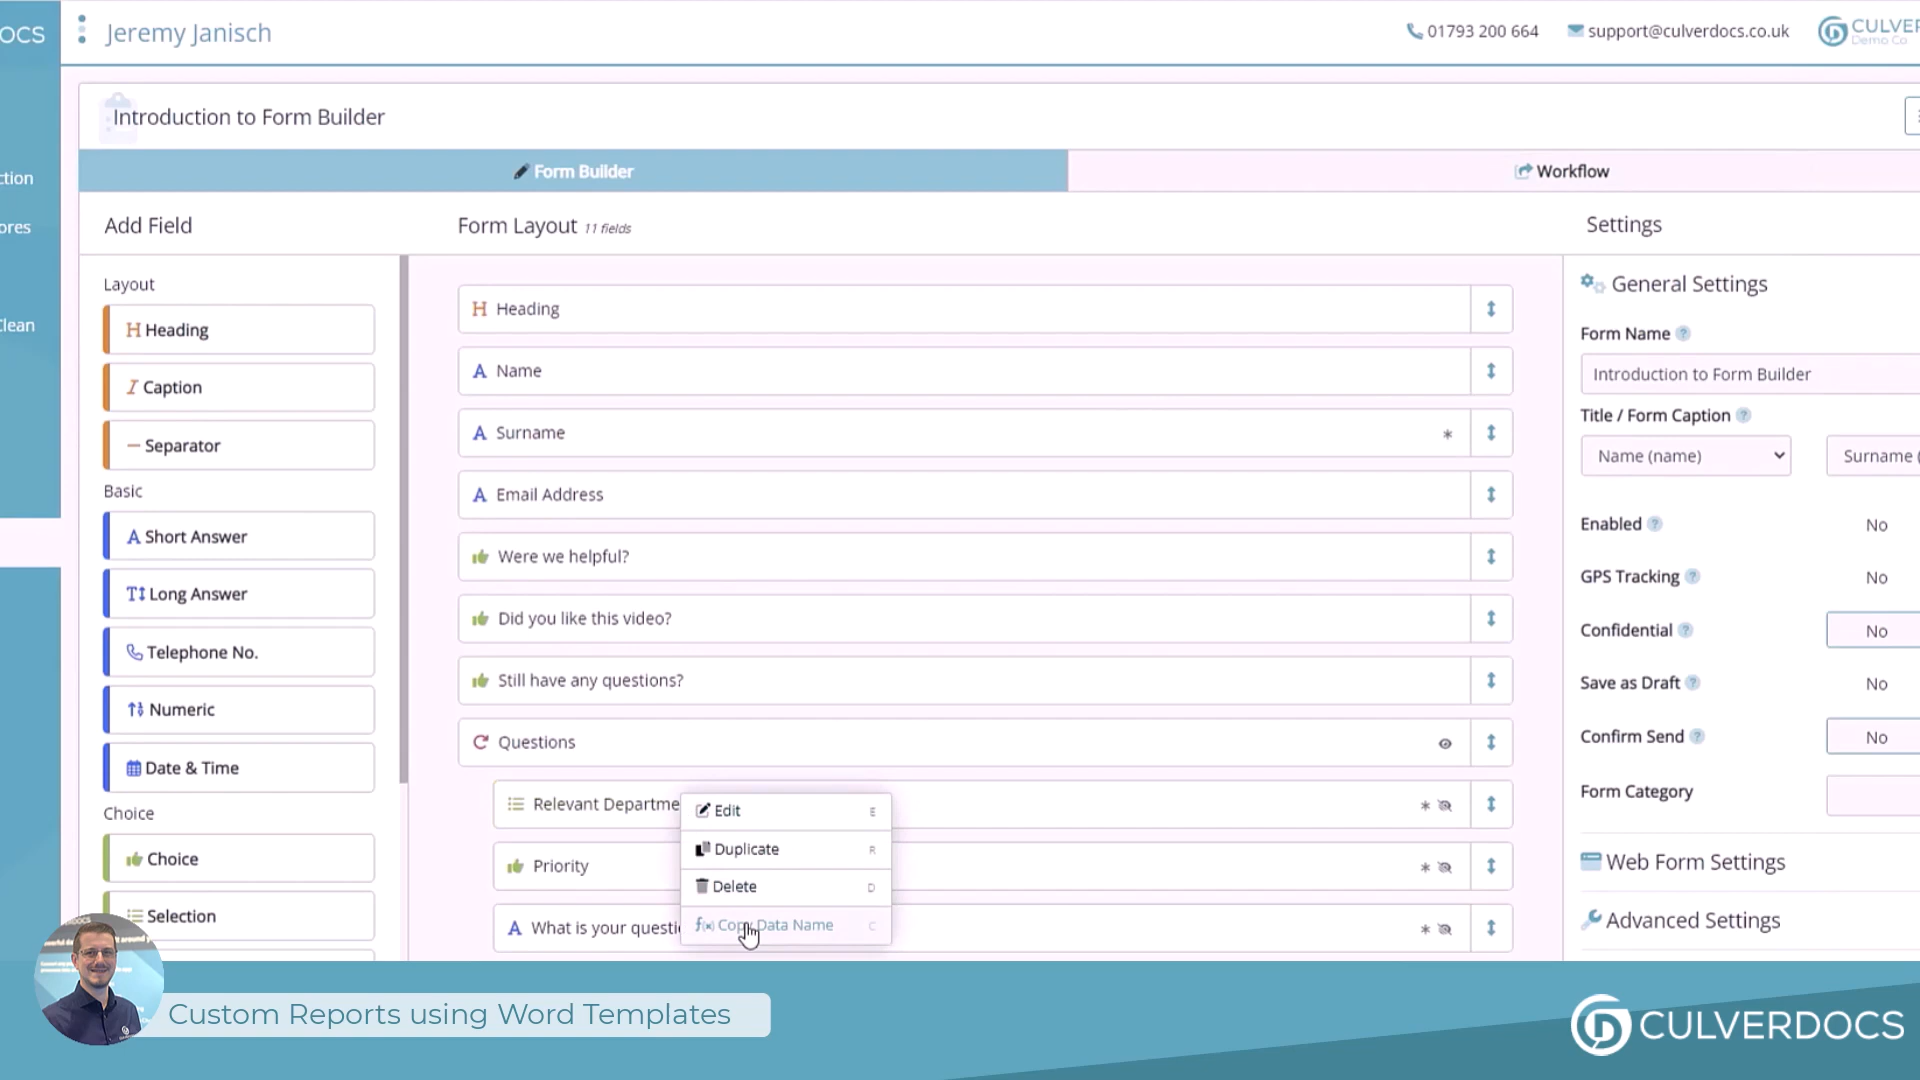 OCS
Jeremy Janisch
01793 200 664
support@culverdocs.co.uk
CULVER
Demo Co
Introduction to Form Builder
Form Builder
Workflow
ction
ores
Clean
Add Field
Layout
Heading
Caption
Separator
Basic
Short Answer
Long Answer
Telephone No.
Numeric
Date & Time
Choice
Choice
Selection
Form Layout 11 fields
Heading
Name
Surname *
Email Address
Were we helpful?
Did you like this video?
Still have any questions?
Questions
Relevant Departme *
Priority *
What is your questi *
Edit E
Duplicate R
Delete D
Copy Data Name C
Settings
General Settings
Form Name
Introduction to Form Builder
Title / Form Caption
Name (name)
Surname (
Enabled No
GPS Tracking No
Confidential No
Save as Draft No
Confirm Send No
Form Category
Web Form Settings
Advanced Settings
Custom Reports using Word Templates
CULVERDOCS